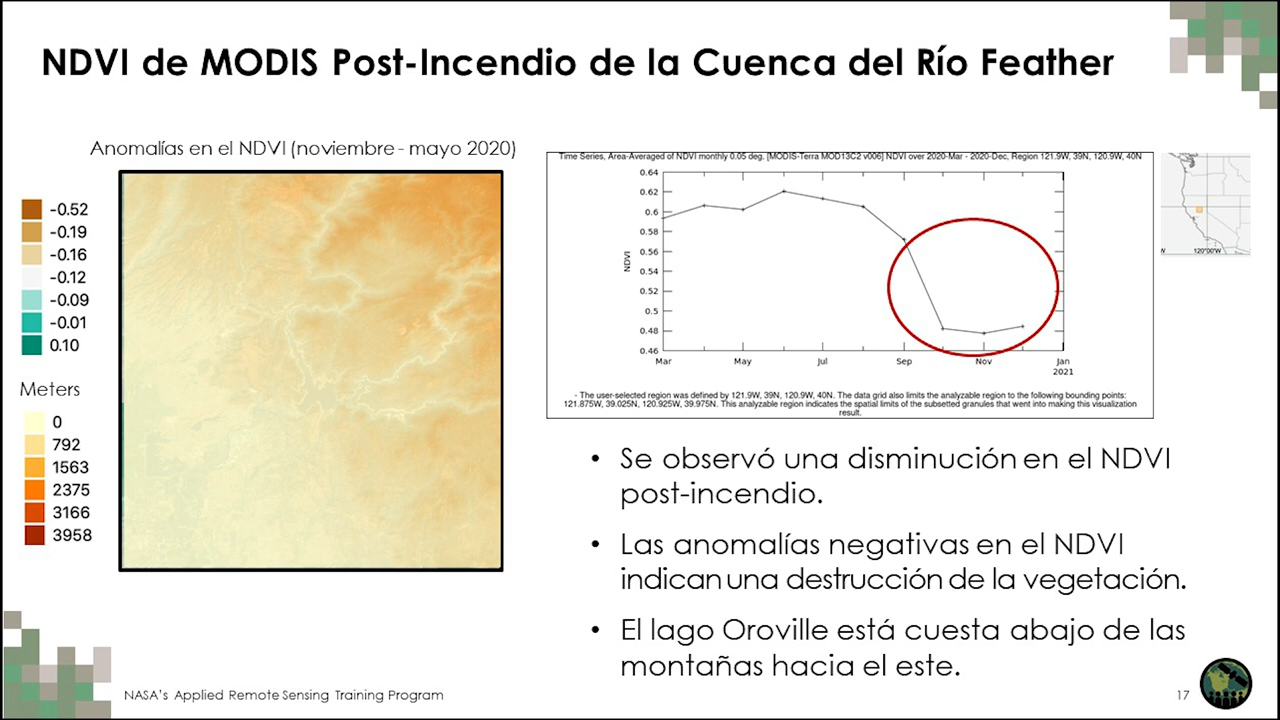 NDVI de MODIS Post-Incendio de la Cuenca del Río Feather
Anomalías en el NDVI (noviembre - mayo 2020)
-0.52
-0.19
-0.16
-0.12
-0.09
-0.01
0.10
Meters
0
792
1563
2375
3166
3958
Time Series, Area-Averaged of NDVI monthly 0.05 deg. [MODIS-Terra MOD13C2 v006] NDVI over 2020-Mar - 2020-Dec, Region 121.9W, 39N, 120.9W, 40N
0.64
0.62
0.6
0.58
0.56
0.54
0.52
0.5
0.48
0.46
NDVI
Mar May Jul Sep Nov Jan
2021
- The user-selected region was defined by 121.9W, 39N, 120.9W, 40N. The data grid also limits the analyzable region to the following bounding points:
121.875W, 39.025N, 120.925W, 39.975N. This analyzable region indicates the spatial limits of the subsetted granules that went into making this visualization
result.
N 120°00'W
• Se observó una disminución en el NDVI
post-incendio.
• Las anomalías negativas en el NDVI
indican una destrucción de la vegetación.
• El lago Oroville está cuesta abajo de las
montañas hacia el este.
NASA's Applied Remote Sensing Training Program
17